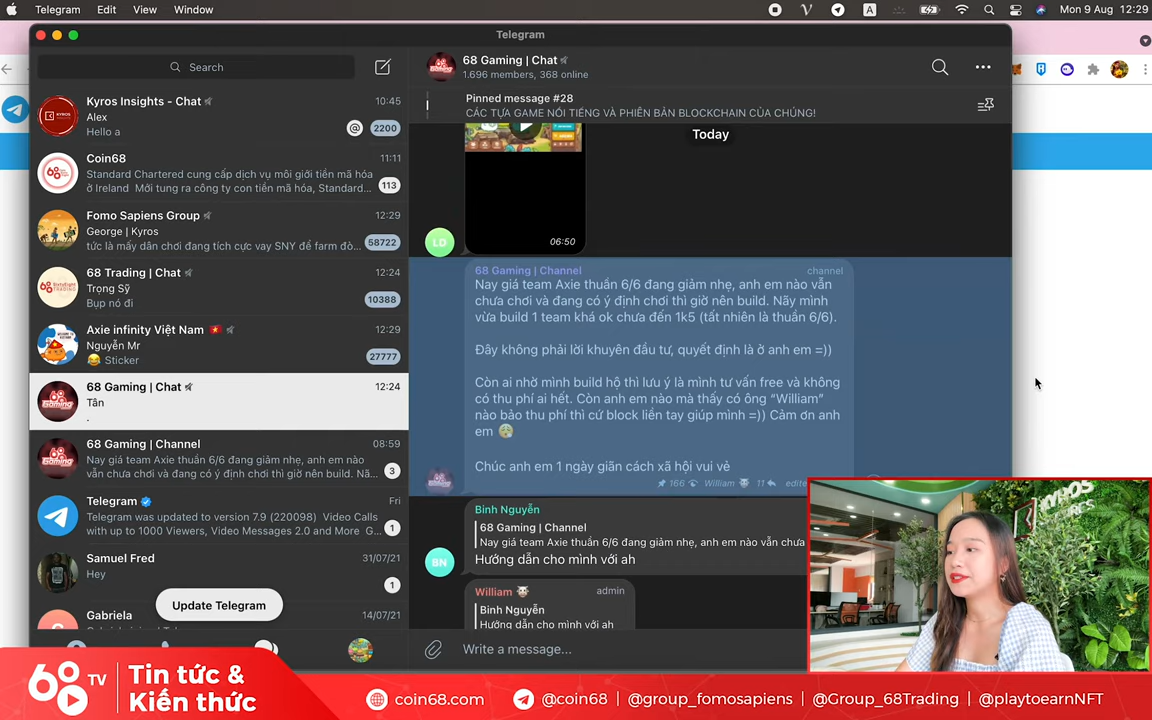 Telegram Edit View Window
A
Mon 9 Aug 12:29
Telegram
Search
Kyros Insights - Chat 10:45
Alex
Hello a @ 2200
Coin68 11:11
Standard Chartered cung cấp dịch vụ môi giới tiền mã hóa
ở Ireland Mới tung ra công ty con tiền mã hóa, Standard... 113
Fomo Sapiens Group 12:29
George | Kyros
tức là mấy dân chơi đang tích cực vay SNY để farm đò... 58722
68 Trading | Chat 12:24
Trọng Sỹ
Bụp nó đi 10388
Axie infinity Việt Nam 🇻🇳 12:29
Nguyễn Mr
😂 Sticker 27777
68 Gaming | Chat 12:24
Tân
.
68 Gaming | Channel 08:59
Nay giá team Axie thuần 6/6 đang giảm nhẹ, anh em nào
vẫn chưa chơi và đang có ý định chơi thì giờ nên build. Nã... 3
Telegram Fri
Telegram was updated to version 7.9 (220098) Video Calls
with up to 1000 Viewers, Video Messages 2.0 and More G... 1
Samuel Fred 31/07/21
Hey 1
Gabriela 14/07/21
Update Telegram
68 Gaming | Chat
1.696 members, 368 online
Pinned message #28
CÁC TỰA GAME NỔI TIẾNG VÀ PHIÊN BẢN BLOCKCHAIN CỦA CHÚNG!
Today
06:50
LD
68 Gaming | Channel channel
Nay giá team Axie thuần 6/6 đang giảm nhẹ, anh em nào vẫn
chưa chơi và đang có ý định chơi thì giờ nên build. Nãy mình
vừa build 1 team khá ok chưa đến 1k5 (tất nhiên là thuần 6/6).
Đây không phải lời khuyên đầu tư, quyết định là ở anh em =))
Còn ai nhờ mình build hộ thì lưu ý là mình tư vấn free và không
có thu phí ai hết. Còn anh em nào mà thấy có ông “William”
nào bảo thu phí thì cứ block liền tay giúp mình =)) Cảm ơn anh
em 😮‍💨
Chúc anh em 1 ngày giãn cách xã hội vui vẻ
166 William 11 edite
Binh Nguyễn
68 Gaming | Channel
Nay giá team Axie thuần 6/6 đang giảm nhẹ, anh em nào vẫn chưa
BN
Hướng dẫn cho mình với ah
William admin
Binh Nguyễn
Hướng dẫn cho mình với ah
Write a message...
KYROS
68 TV
Tin tức &
Kiến thức
coin68.com @coin68 | @group_fomosapiens | @Group_68Trading | @playtoearnNFT